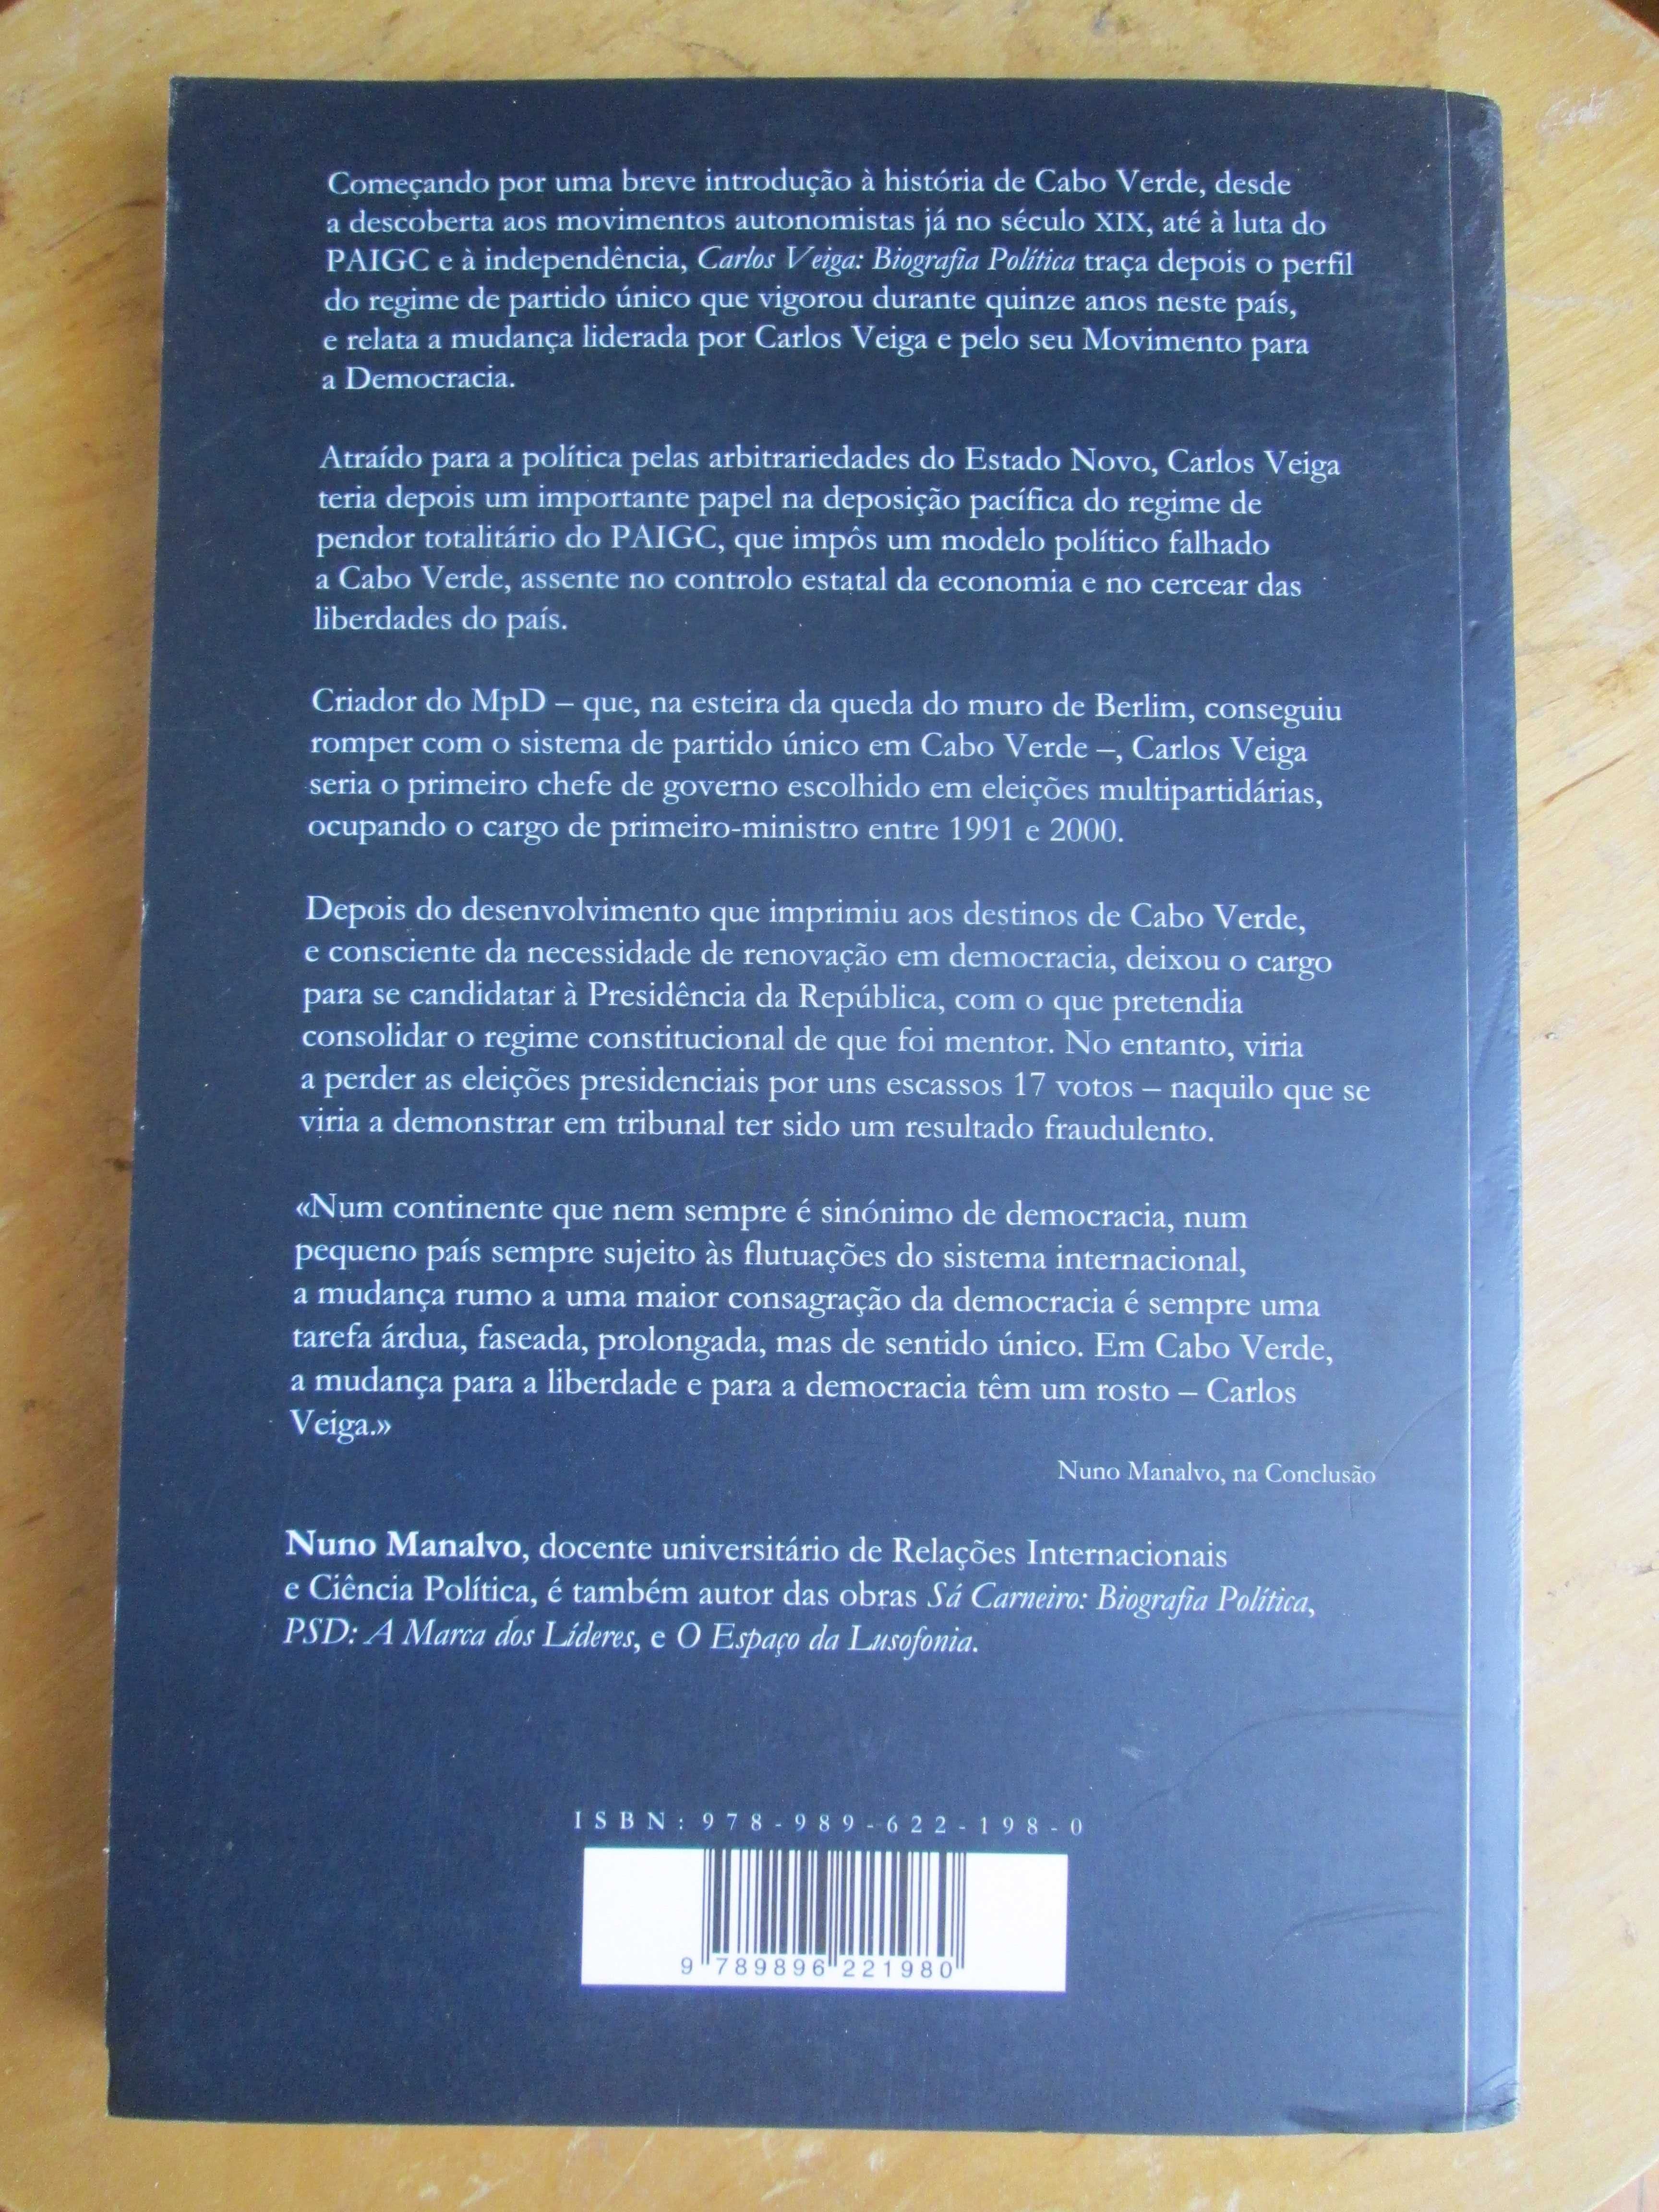 Começando por uma breve introdução à história de Cabo Verde, desde
a descoberta aos movimentos autonomistas já no século XIX, até à luta do
PAIGC e à independência, Carlos Veiga: Biografia Política traça depois o perfil
do regime de partido único que vigorou durante quinze anos neste país,
e relata a mudança liderada por Carlos Veiga e pelo seu Movimento para
a Democracia.
Atraído para a política pelas arbitrariedades do Estado Novo, Carlos Veiga
teria depois um importante papel na deposição pacífica do regime de
pendor totalitário do PAIGC, que impôs um modelo político falhado
a Cabo Verde, assente no controlo estatal da economia e no cercear das
liberdades do país.
Criador do MpD – que, na esteira da queda do muro de Berlim, conseguiu
romper com o sistema de partido único em Cabo Verde –, Carlos Veiga
seria o primeiro chefe de governo escolhido em eleições multipartidárias,
ocupando o cargo de primeiro-ministro entre 1991 e 2000.
Depois do desenvolvimento que imprimiu aos destinos de Cabo Verde,
e consciente da necessidade de renovação em democracia, deixou o cargo
para se candidatar à Presidência da República, com o que pretendia
consolidar o regime constitucional de que foi mentor. No entanto, viria
a perder as eleições presidenciais por uns escassos 17 votos – naquilo que se
viria a demonstrar em tribunal ter sido um resultado fraudulento.
«Num continente que nem sempre é sinónimo de democracia, num
pequeno país sempre sujeito às flutuações do sistema internacional,
a mudança rumo a uma maior consagração da democracia é sempre uma
tarefa árdua, faseada, prolongada, mas de sentido único. Em Cabo Verde,
a mudança para a liberdade e para a democracia têm um rosto – Carlos
Veiga.»
Nuno Manalvo, na Conclusão
Nuno Manalvo, docente universitário de Relações Internacionais
e Ciência Política, é também autor das obras Sá Carneiro: Biografia Política,
PSD: A Marca dos Líderes, e O Espaço da Lusofonia.
ISBN: 978-989-622-198-0
9 789896 221980